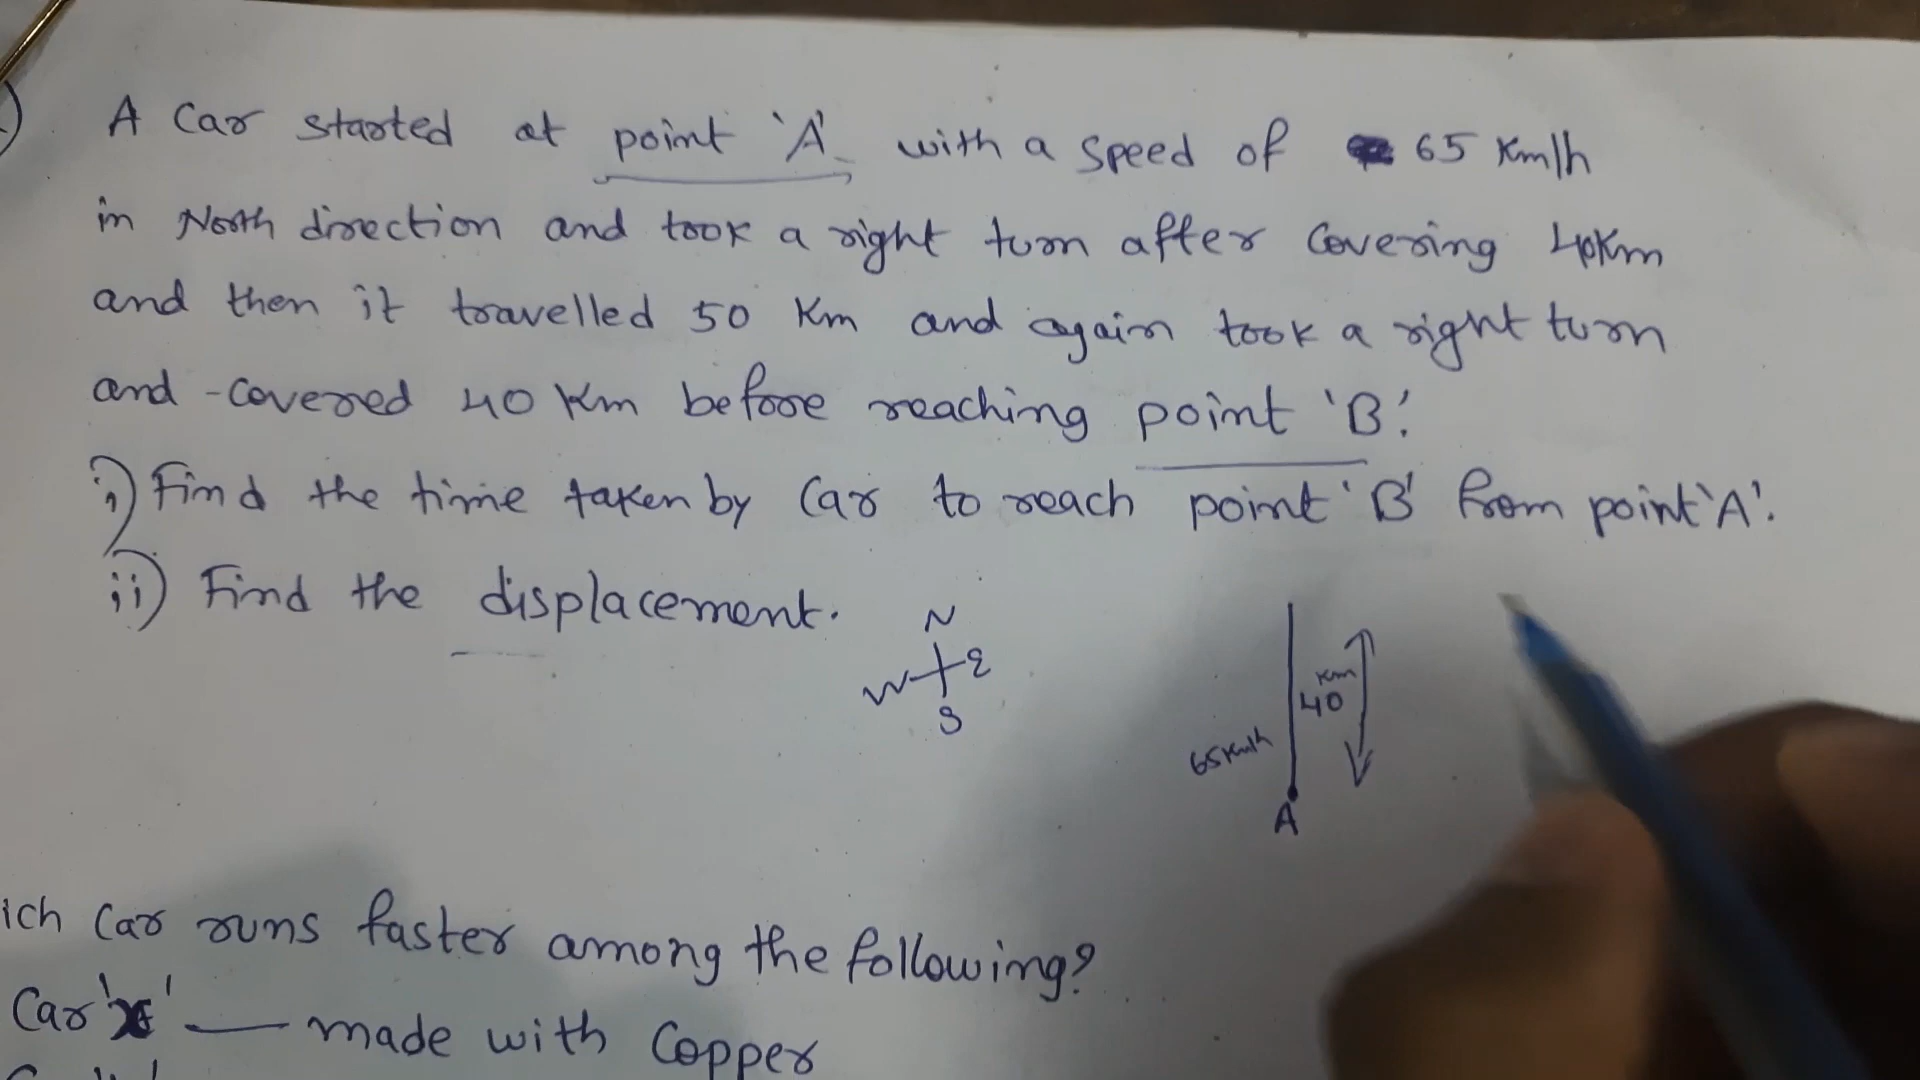 A Car started at point 'A' with a speed of 65 Km/h
in North direction and took a right turn after covering 40Km
and then it travelled 50 Km and again took a right turn
and covered 40 Km before reaching point 'B'.
i) Find the time taken by Car to reach point 'B' from point 'A'.
ii) Find the displacement.
N
W E
S
Km
40
65Km/h
A
ich Car runs faster among the following?
Car 'X' — made with Copper